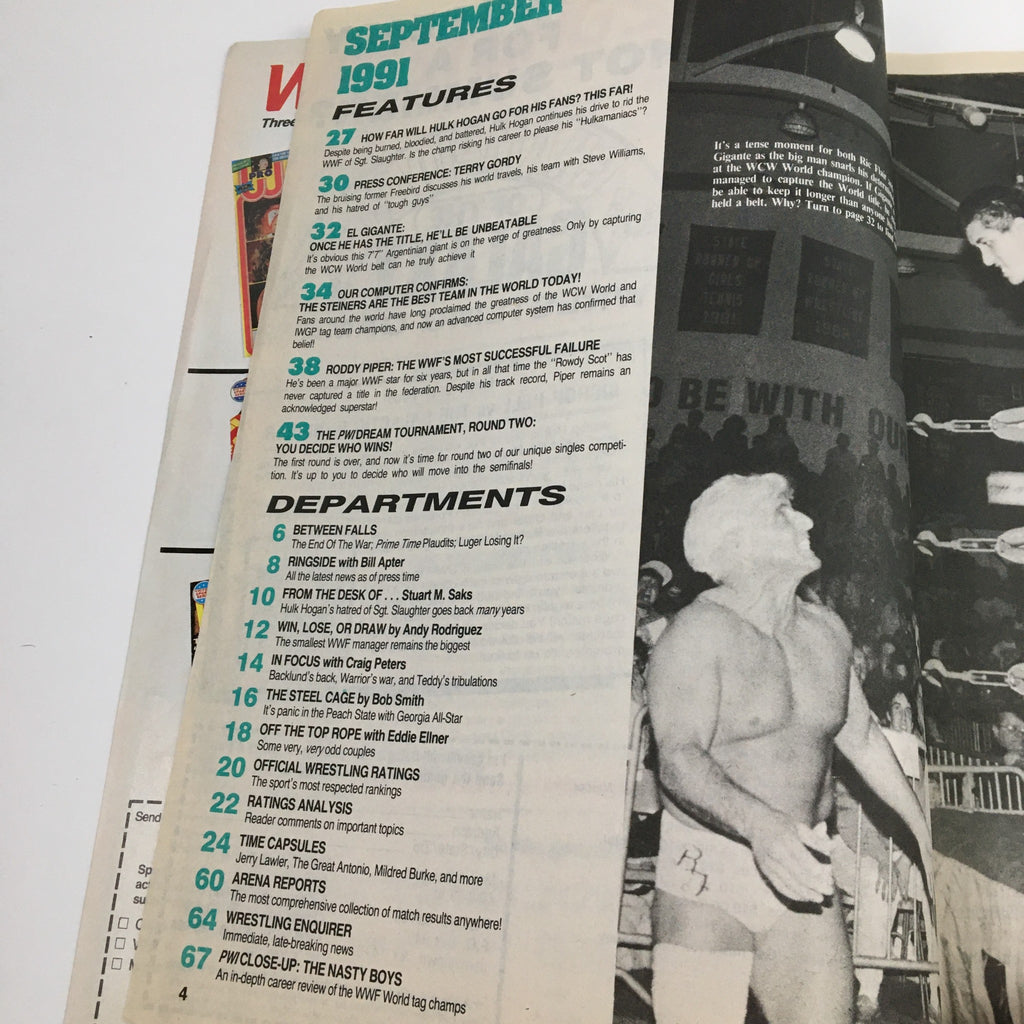 SEPTEMBER
1991
FEATURES
27 HOW FAR WILL HULK HOGAN GO FOR HIS FANS? THIS FAR!
Despite being burned, bloodied, and battered, Hulk Hogan continues his drive to rid the
WWF of Sgt. Slaughter. Is the champ risking his career to please his "Hulkamaniacs"?
30 PRESS CONFERENCE: TERRY GORDY
The bruising former Freebird discusses his world travels, his team with Steve Williams,
and his hatred of "tough guys"
32 EL GIGANTE:
ONCE HE HAS THE TITLE, HE'LL BE UNBEATABLE
It's obvious this 7'7" Argentinian giant is on the verge of greatness. Only by capturing
the WCW World belt can he truly achieve it
34 OUR COMPUTER CONFIRMS:
THE STEINERS ARE THE BEST TEAM IN THE WORLD TODAY!
Fans around the world have long proclaimed the greatness of the WCW World and
IWGP tag team champions, and now an advanced computer system has confirmed that
belief!
38 RODDY PIPER: THE WWF'S MOST SUCCESSFUL FAILURE
He's been a major WWF star for six years, but in all that time the "Rowdy Scot" has
never captured a title in the federation. Despite his track record, Piper remains an
acknowledged superstar!
43 THE PWI DREAM TOURNAMENT, ROUND TWO:
YOU DECIDE WHO WINS!
The first round is over, and now it's time for round two of our unique singles competi-
tion. It's up to you to decide who will move into the semifinals!
DEPARTMENTS
6 BETWEEN FALLS
The End Of The War; Prime Time Plaudits; Luger Losing It?
8 RINGSIDE with Bill Apter
All the latest news as of press time
10 FROM THE DESK OF . . . Stuart M. Saks
Hulk Hogan's hatred of Sgt. Slaughter goes back many years
12 WIN, LOSE, OR DRAW by Andy Rodriguez
The smallest WWF manager remains the biggest
14 IN FOCUS with Craig Peters
Backlund's back, Warrior's war, and Teddy's tribulations
16 THE STEEL CAGE by Bob Smith
It's panic in the Peach State with Georgia All-Star
18 OFF THE TOP ROPE with Eddie Ellner
Some very, very odd couples
20 OFFICIAL WRESTLING RATINGS
The sport's most respected rankings
22 RATINGS ANALYSIS
Reader comments on important topics
24 TIME CAPSULES
Jerry Lawler, The Great Antonio, Mildred Burke, and more
60 ARENA REPORTS
The most comprehensive collection of match results anywhere!
64 WRESTLING ENQUIRER
Immediate, late-breaking news
67 PWI CLOSE-UP: THE NASTY BOYS
An in-depth career review of the WWF World tag champs
4
It's a tense moment for both Ric
Gigante as the big man snarls his
at the WCW World champion. If
managed to capture the World title,
be able to keep it longer than anyone
held a belt. Why? Turn to page 32 to
BE WITH
Three
PRO
Send
Sp